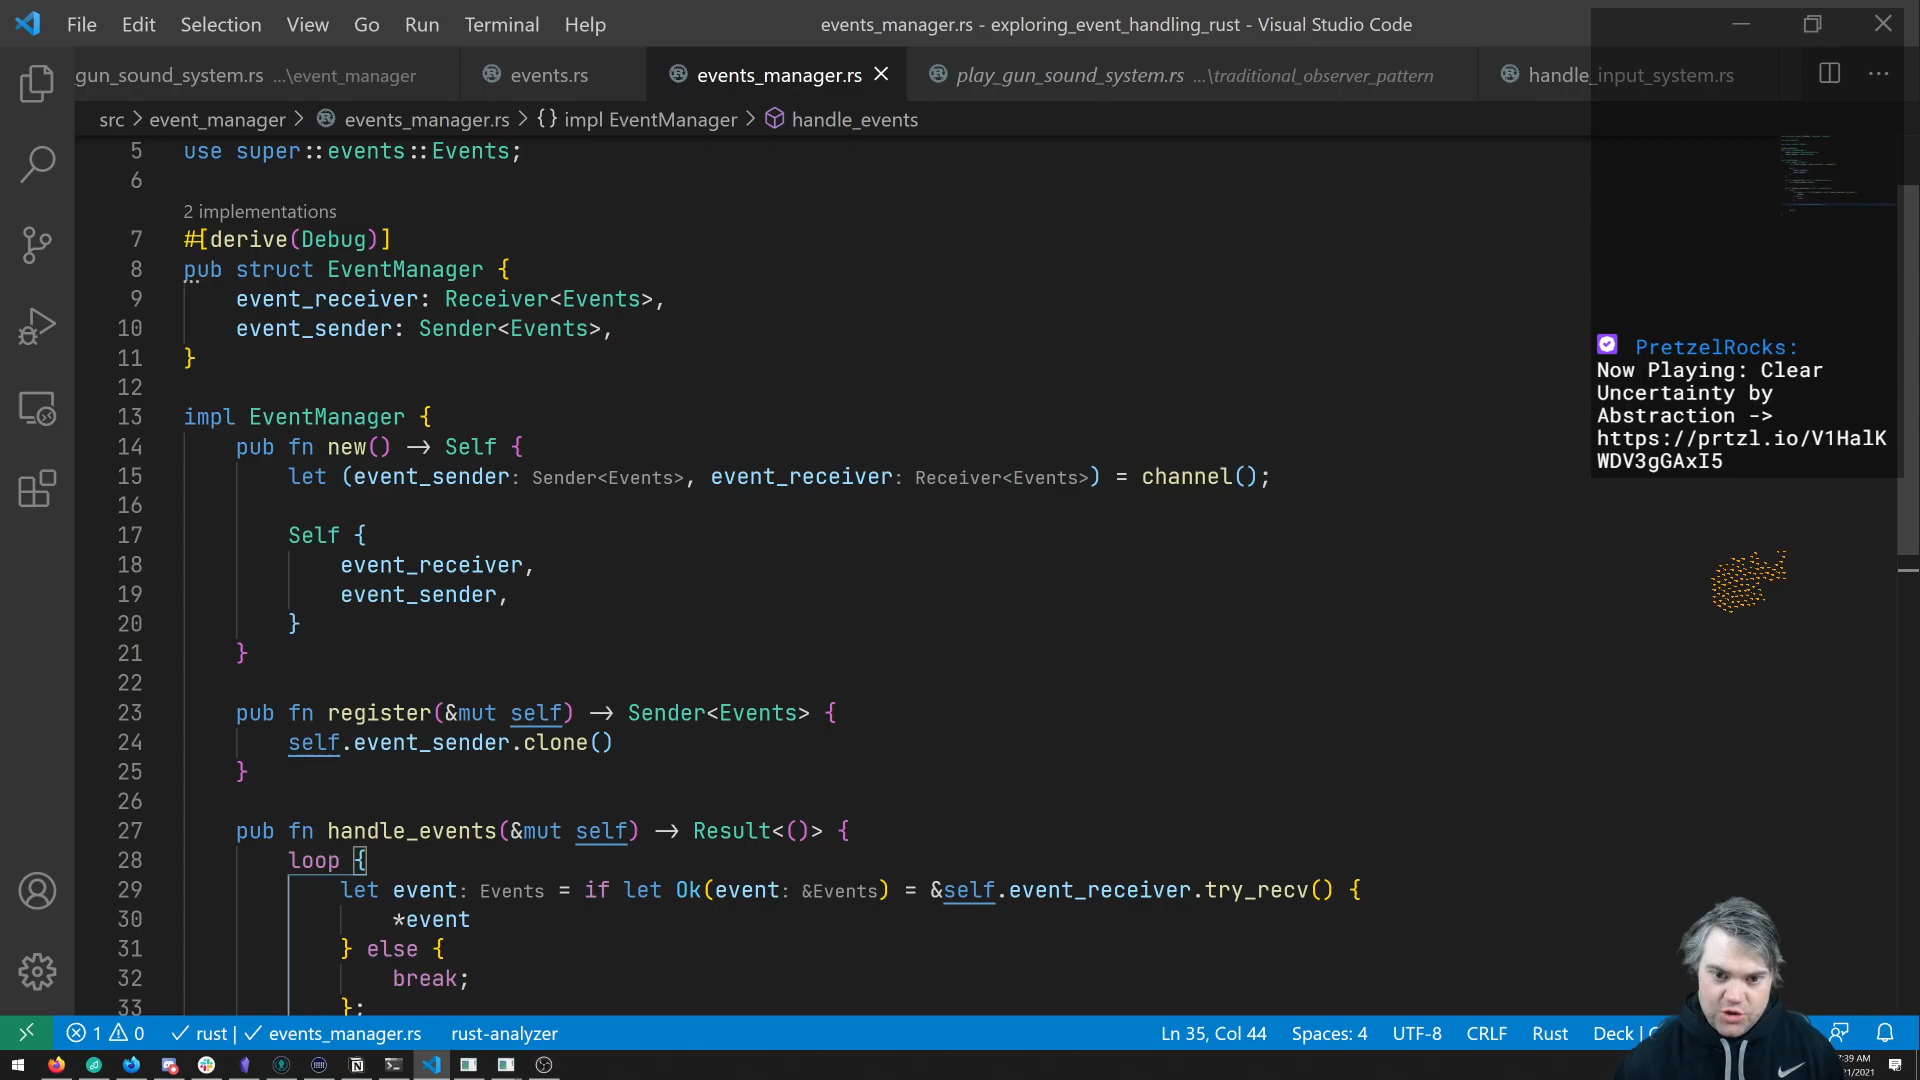 File Edit Selection View Go Run Terminal Help
events_manager.rs - exploring_event_handling_rust - Visual Studio Code
gun_sound_system.rs ...\event_manager
events.rs
events_manager.rs
play_gun_sound_system.rs ...\traditional_observer_pattern
handle_input_system.rs
src > event_manager > events_manager.rs > {} impl EventManager > handle_events
5 use super::events::Events;
6
2 implementations
7 #[derive(Debug)]
8 pub struct EventManager {
9 event_receiver: Receiver<Events>,
10 event_sender: Sender<Events>,
11 }
12
13 impl EventManager {
14 pub fn new() -> Self {
15 let (event_sender: Sender<Events>, event_receiver: Receiver<Events>) = channel();
16
17 Self {
18 event_receiver,
19 event_sender,
20 }
21 }
22
23 pub fn register(&mut self) -> Sender<Events> {
24 self.event_sender.clone()
25 }
26
27 pub fn handle_events(&mut self) -> Result<()> {
28 loop {
29 let event: Events = if let Ok(event: &Events) = &self.event_receiver.try_recv() {
30 *event
31 } else {
32 break;
33 };
PretzelRocks:
Now Playing: Clear
Uncertainty by
Abstraction ->
https://prtzl.io/V1HalK
WDV3gGAxI5
1 0 rust | events_manager.rs rust-analyzer
Ln 35, Col 44 Spaces: 4 UTF-8 CRLF Rust Deck |
7:39 AM
21/2021